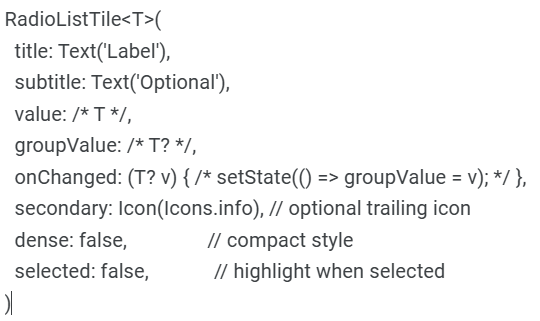 RadioListTile<T>(
title: Text('Label'),
subtitle: Text('Optional'),
value: /* T */,
groupValue: /* T? */,
onChanged: (T? v) { /* setState(() => groupValue = v); */ },
secondary: Icon(Icons.info), // optional trailing icon
dense: false, // compact style
selected: false, // highlight when selected
)